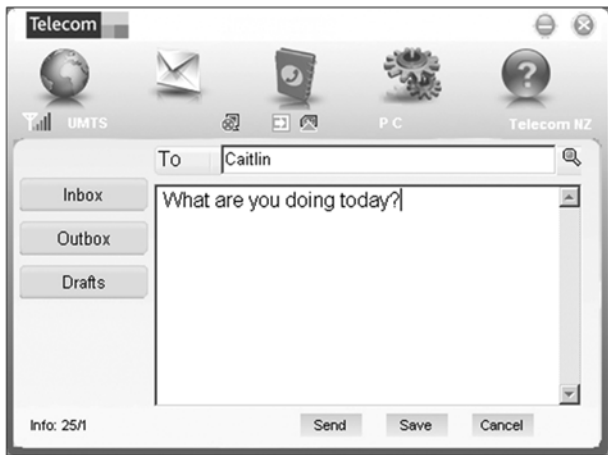 Telecom
UMTS
PC
Telecom NZ
To
Caitlin
Inbox
What are you doing today?
Outbox
Drafts
Info: 25/1
Send
Save
Cancel